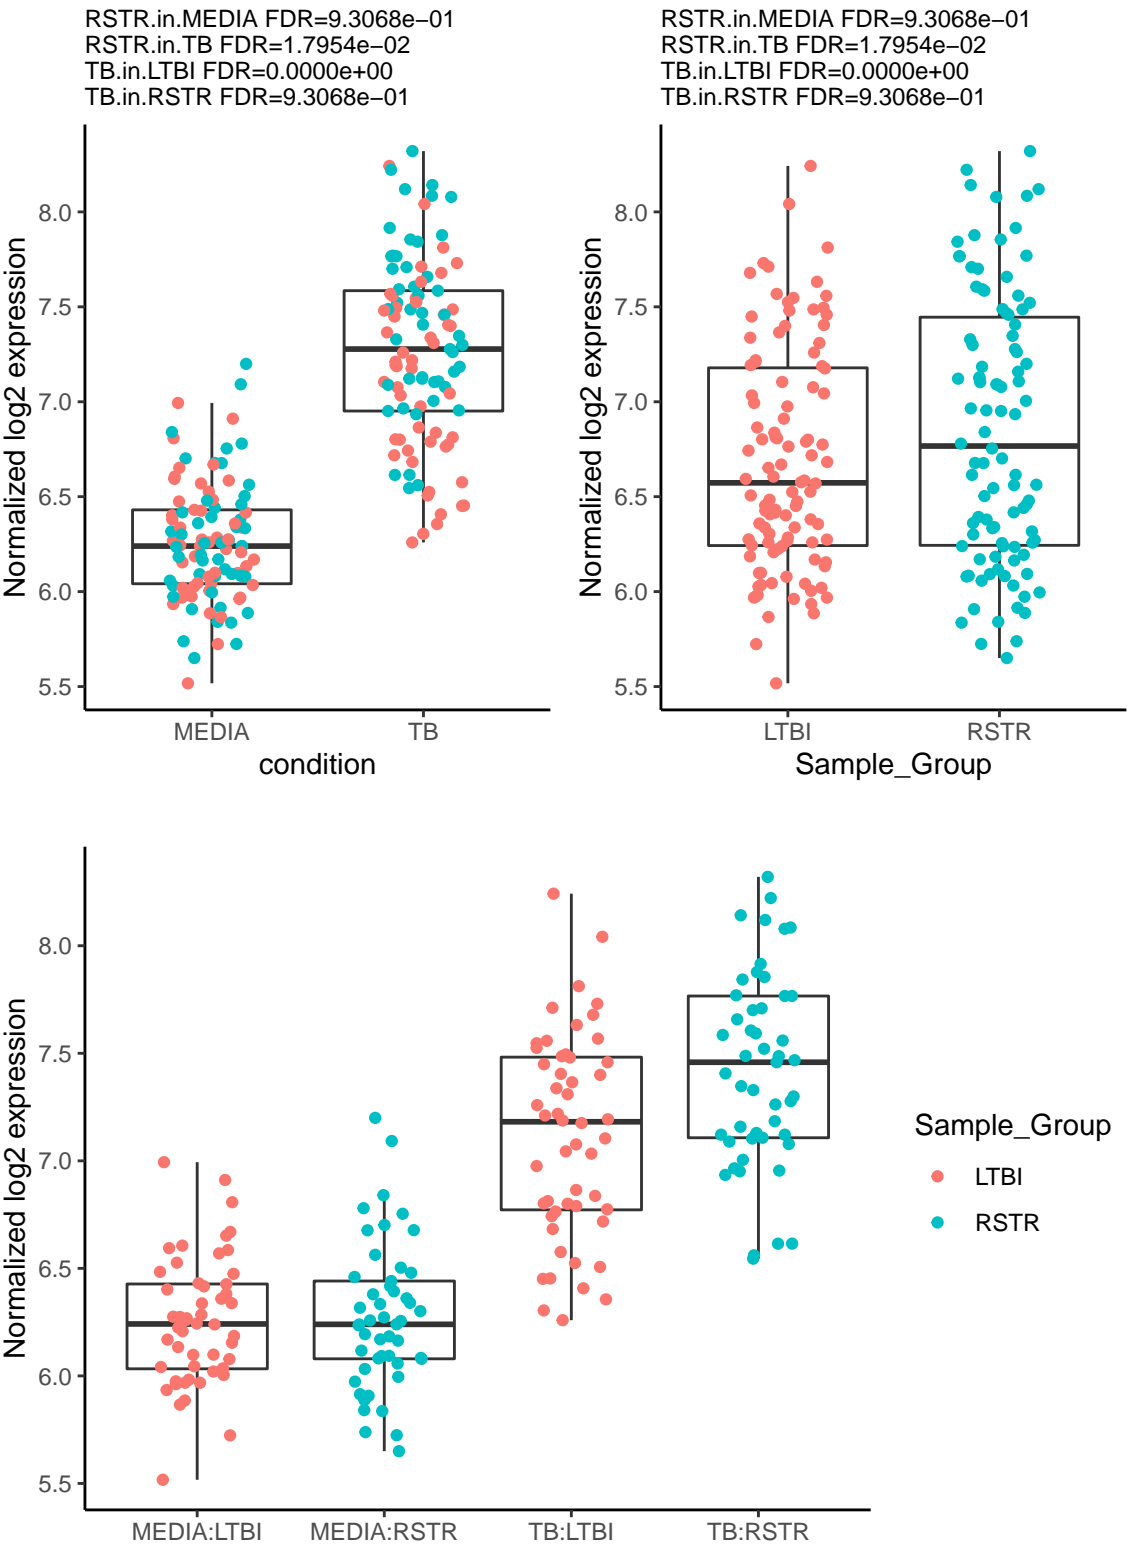 RSTR.in.MEDIA FDR=9.3068e−01
RSTR.in.TB FDR=1.7954e−02
TB.in.LTBI FDR=0.0000e+00
TB.in.RSTR FDR=9.3068e−01
Normalized log2 expression
8.0
7.5
7.0
6.5
6.0
5.5
MEDIA TB
condition
RSTR.in.MEDIA FDR=9.3068e−01
RSTR.in.TB FDR=1.7954e−02
TB.in.LTBI FDR=0.0000e+00
TB.in.RSTR FDR=9.3068e−01
Normalized log2 expression
8.0
7.5
7.0
6.5
6.0
5.5
LTBI RSTR
Sample_Group
Normalized log2 expression
8.0
7.5
7.0
6.5
6.0
5.5
MEDIA:LTBI MEDIA:RSTR TB:LTBI TB:RSTR
Sample_Group
LTBI
RSTR